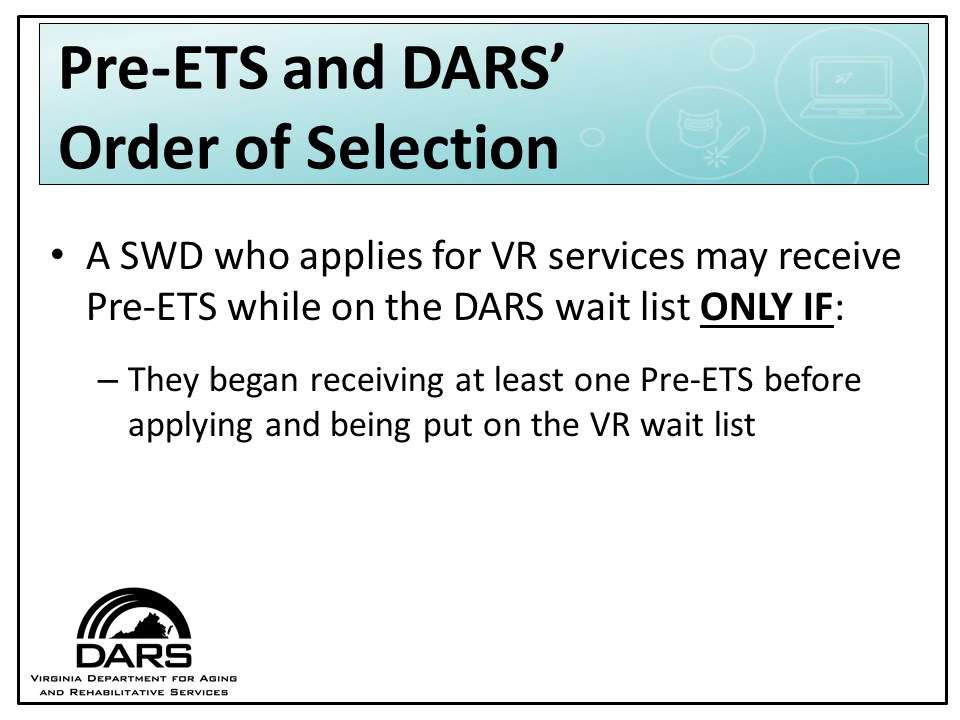 Pre-ETS and DARS’
Order of Selection
• A SWD who applies for VR services may receive
Pre-ETS while on the DARS wait list ONLY IF:
– They began receiving at least one Pre-ETS before
applying and being put on the VR wait list
DARS
Virginia Department for Aging
and Rehabilitative Services